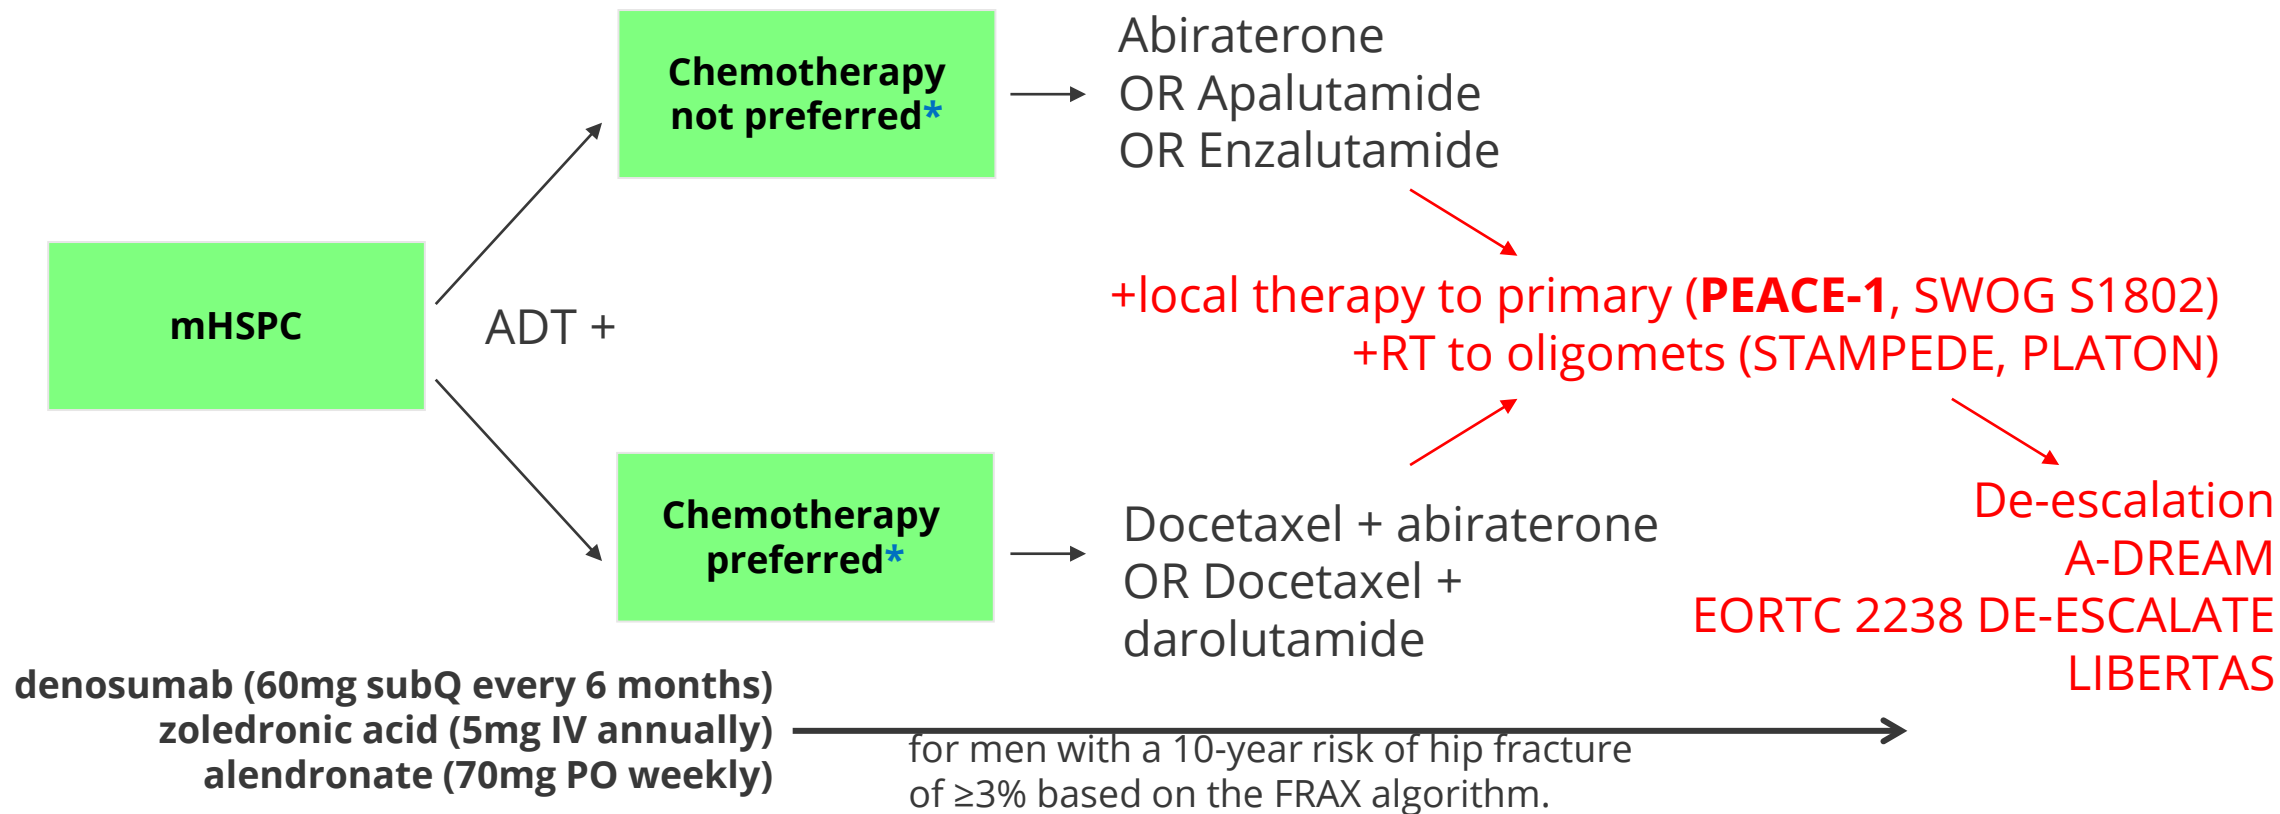 Chemotherapy
not preferred*
Abiraterone
OR Apalutamide
OR Enzalutamide
mHSPC
ADT +
+local therapy to primary (PEACE-1, SWOG S1802)
+RT to oligomets (STAMPEDE, PLATON)
Chemotherapy
preferred*
Docetaxel + abiraterone
OR Docetaxel +
darolutamide
De-escalation
A-DREAM
EORTC 2238 DE-ESCALATE
LIBERTAS
denosumab (60mg subQ every 6 months)
zoledronic acid (5mg IV annually)
alendronate (70mg PO weekly)
for men with a 10-year risk of hip fracture
of ≥3% based on the FRAX algorithm.